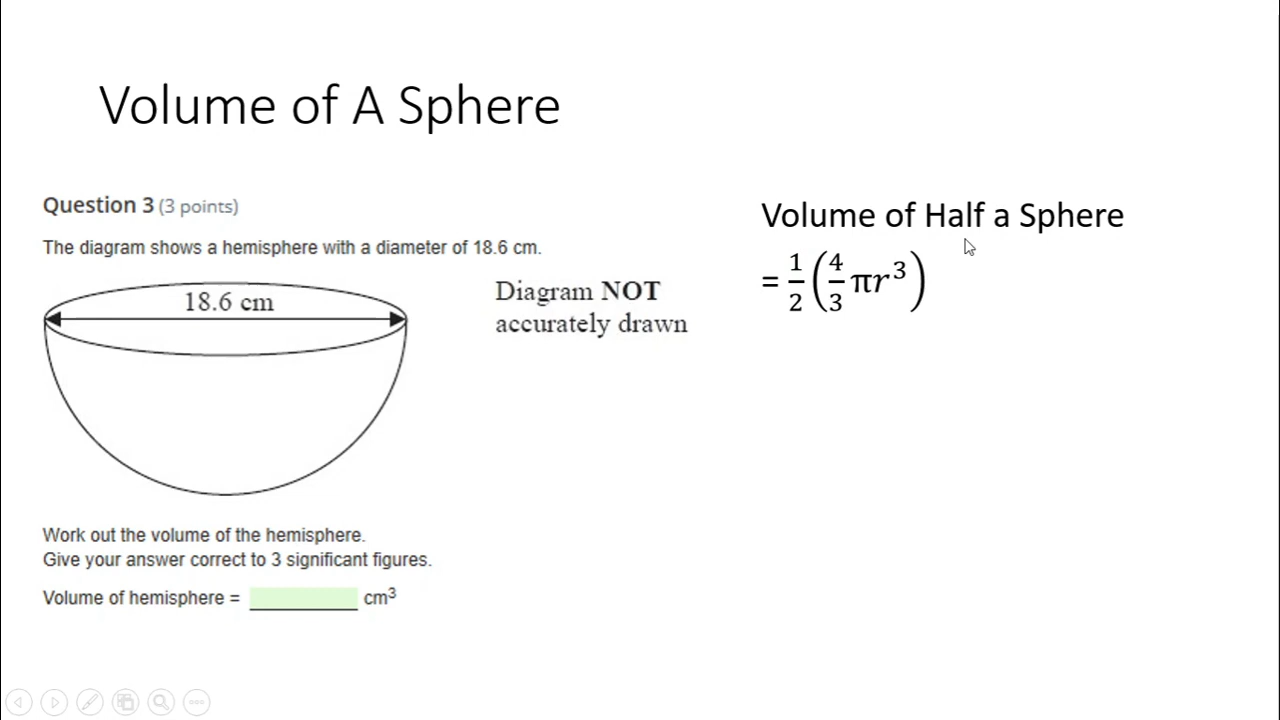 Volume of A Sphere
Question 3 (3 points)
The diagram shows a hemisphere with a diameter of 18.6 cm.
18.6 cm
Diagram NOT
accurately drawn
Work out the volume of the hemisphere.
Give your answer correct to 3 significant figures.
Volume of hemisphere = ________ cm³
Volume of Half a Sphere
= 1/2 (4/3 πr³)